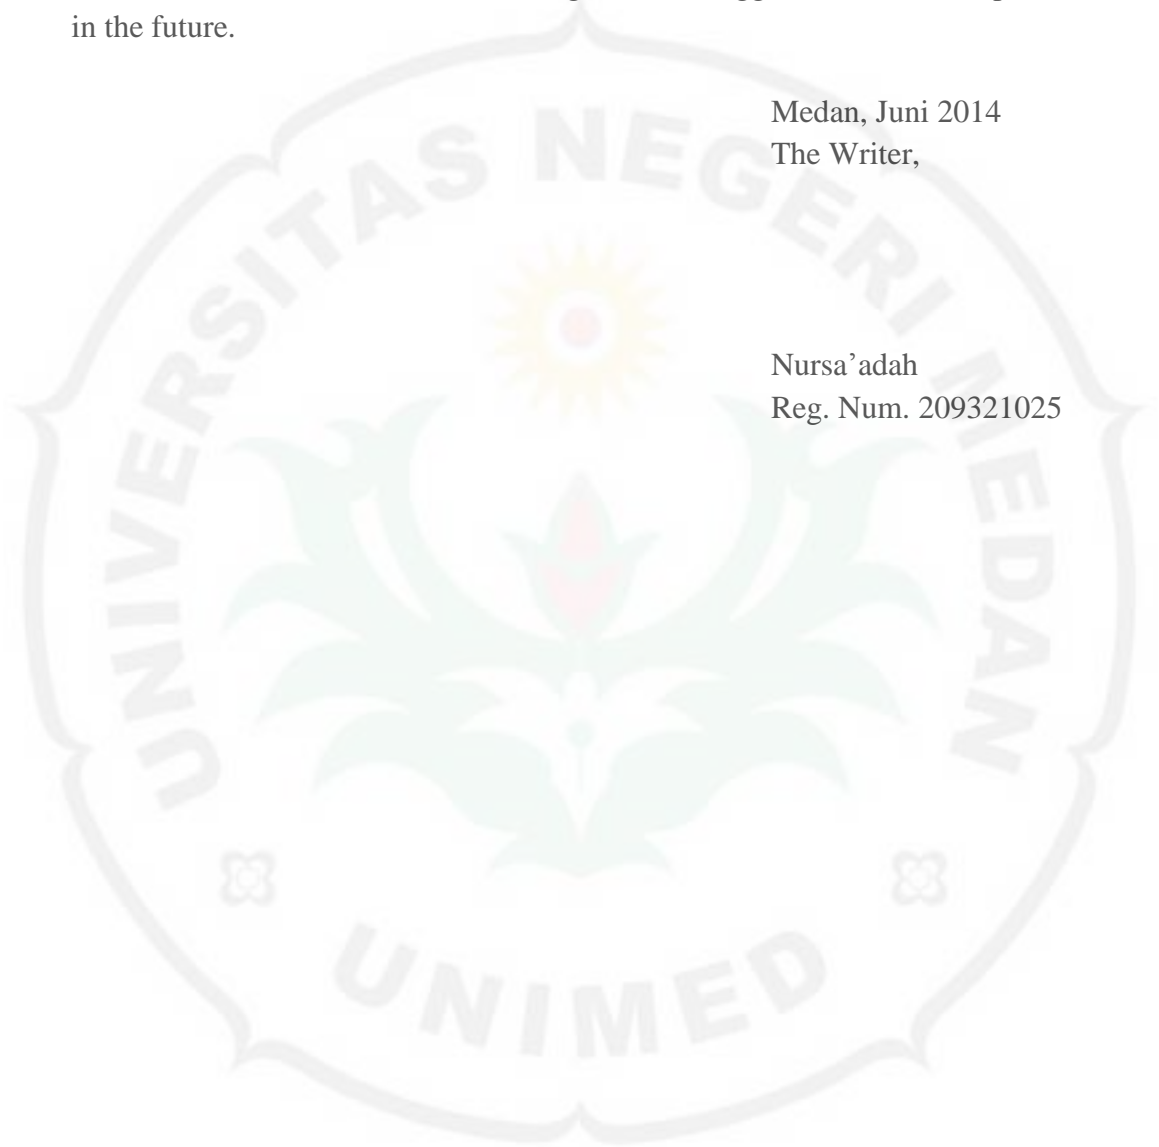 in the future.
Medan, Juni 2014
The Writer,
Nursa’adah
Reg. Num. 209321025
UNIVERSITAS NEGERI MEDAN
UNIMED